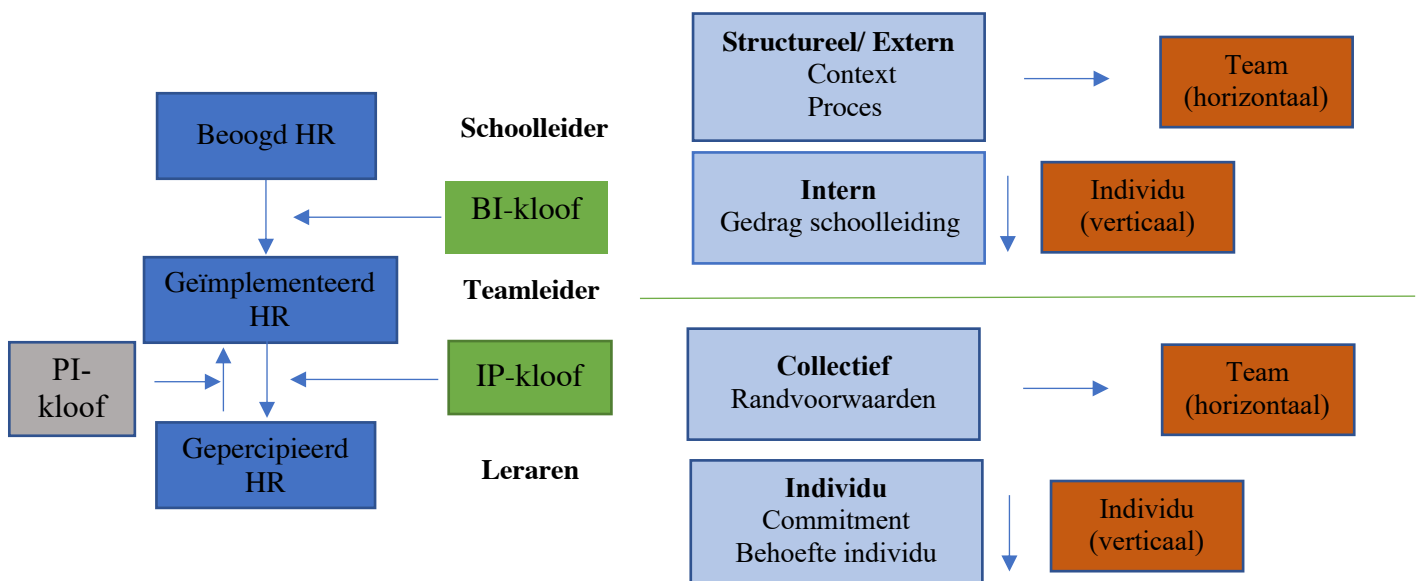 Beoogd HR
Geïmplementeerd
HR
PI-
kloof
Gepercipieerd
HR
Schoolleider
BI-kloof
Teamleider
IP-kloof
Leraren
Structureel/ Extern
Context
Proces
Team
(horizontaal)
Intern
Gedrag schoolleiding
Individu
(verticaal)
Collectief
Randvoorwaarden
Team
(horizontaal)
Individu
Commitment
Behoefte individu
Individu
(verticaal)